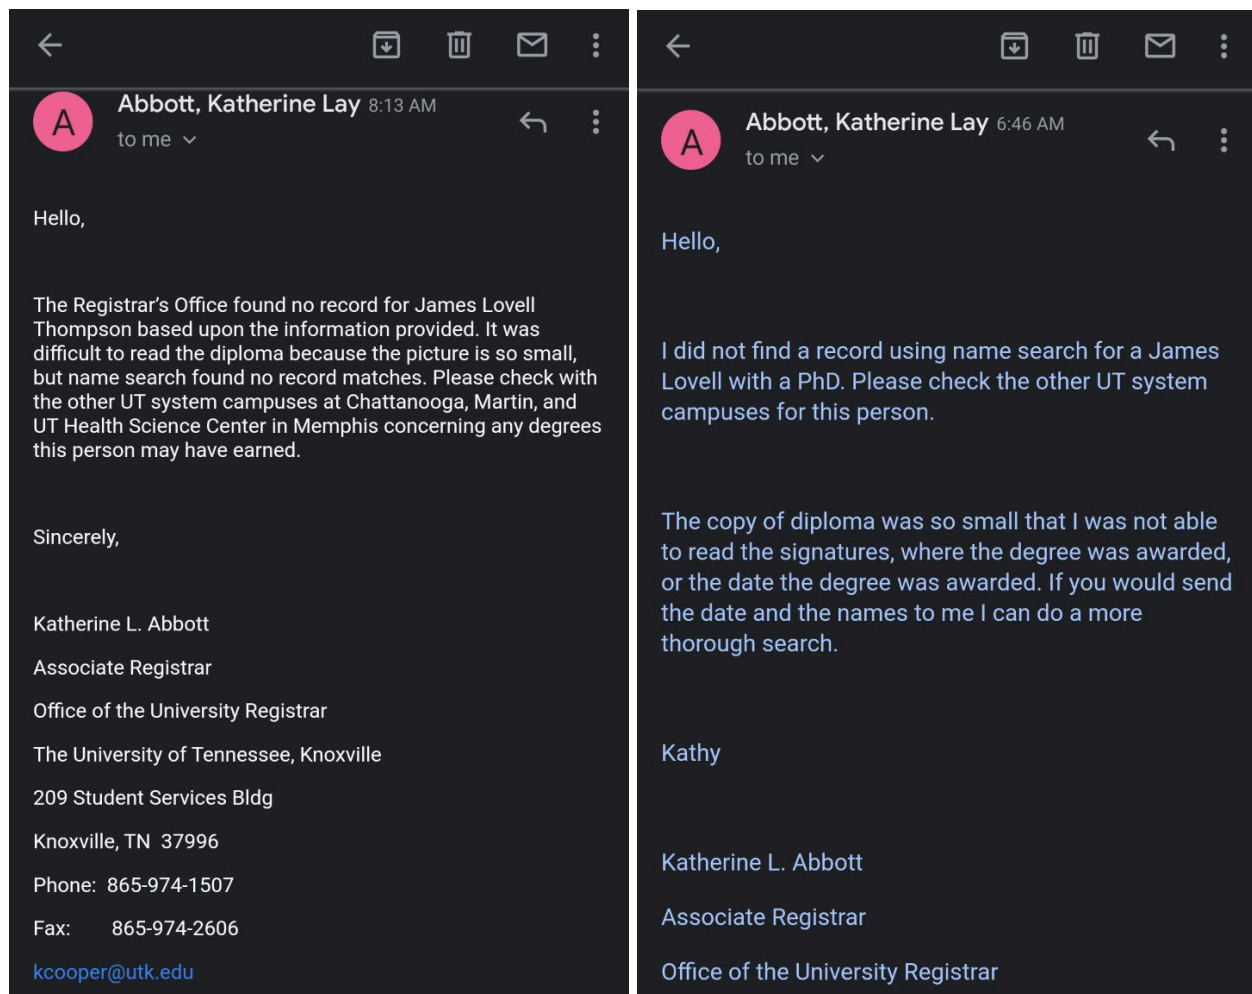 Abbott, Katherine Lay 8:13 AM
to me
A
Hello,
The Registrar's Office found no record for James Lovell
Thompson based upon the information provided. It was
difficult to read the diploma because the picture is so small,
but name search found no record matches. Please check with
the other UT system campuses at Chattanooga, Martin, and
UT Health Science Center in Memphis concerning any degrees
this person may have earned.
Sincerely,
Katherine L. Abbott
Associate Registrar
Office of the University Registrar
The University of Tennessee, Knoxville
209 Student Services Bldg
Knoxville, TN 37996
Phone: 865-974-1507
Fax: 865-974-2606
kcooper@utk.edu
Abbott, Katherine Lay 6:46 AM
to me
A
Hello,
I did not find a record using name search for a James
Lovell with a PhD. Please check the other UT system
campuses for this person.
The copy of diploma was so small that I was not able
to read the signatures, where the degree was awarded,
or the date the degree was awarded. If you would send
the date and the names to me I can do a more
thorough search.
Kathy
Katherine L. Abbott
Associate Registrar
Office of the University Registrar